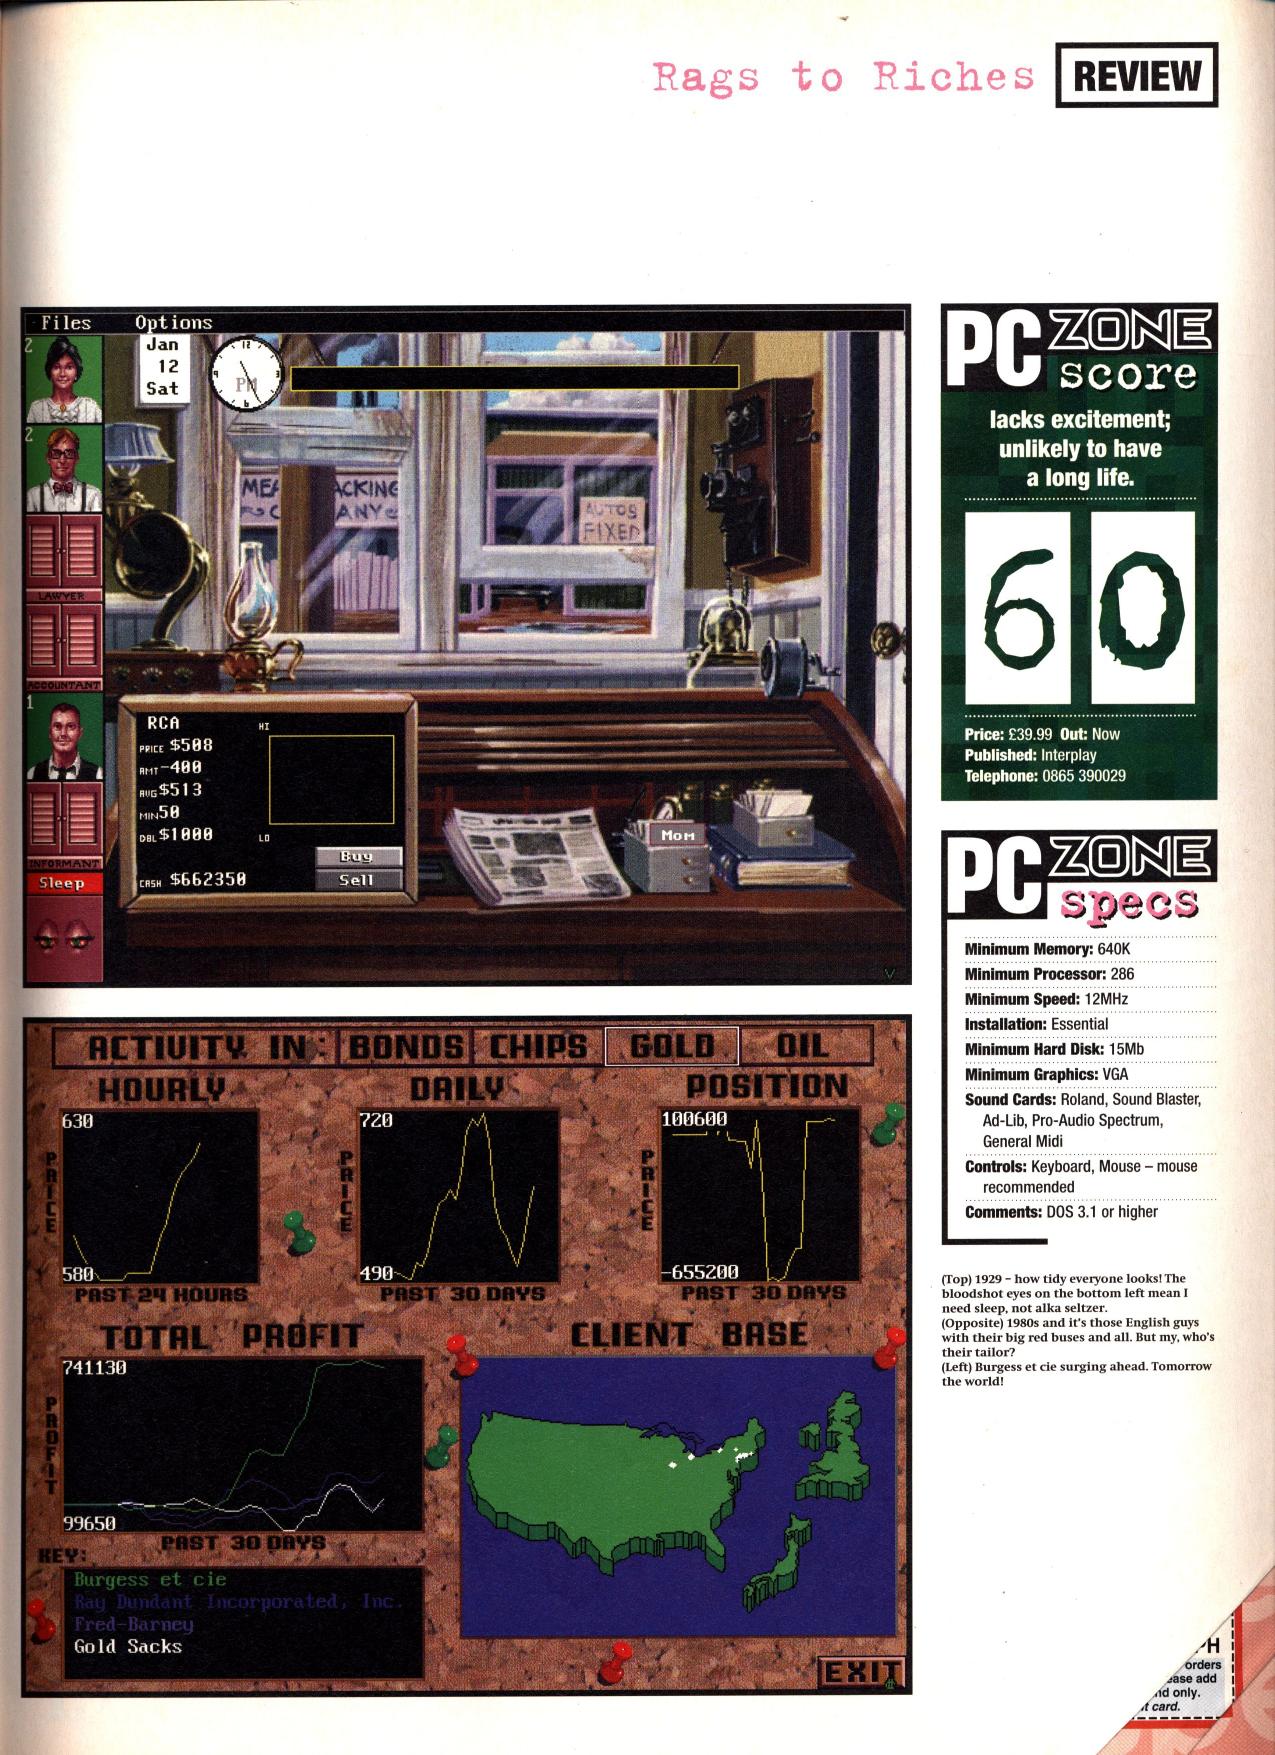 Rags to Riches REVIEW
Files Options
2
Jan
12
Sat
12
3
6
9
PM
2
MEA ACKING
C ANY
AUTOS
FIXED
LAWYER
ACCOUNTANT
1
INFORMANT
Sleep
RCA
HI
PRICE $508
AMT-400
AVG$513
MIN50
DBL$1000
LO
Buy
Sell
CASH $662350
Mom
ACTIVITY IN: BONDS CHIPS GOLD OIL
HOURLY
630
PRICE
580
PAST 24 HOURS
DAILY
720
PRICE
490
PAST 30 DAYS
POSITION
100600
PRICE
-655200
PAST 30 DAYS
TOTAL PROFIT
741130
PROFIT
99650
PAST 30 DAYS
KEY:
Burgess et cie
Ray Dundant Incorporated, Inc.
Fred-Barney
Gold Sacks
CLIENT BASE
EXIT
PC ZONE
score
lacks excitement;
unlikely to have
a long life.
60
Price: £39.99 Out: Now
Published: Interplay
Telephone: 0865 390029
PC ZONE
specs
Minimum Memory: 640K
Minimum Processor: 286
Minimum Speed: 12MHz
Installation: Essential
Minimum Hard Disk: 15Mb
Minimum Graphics: VGA
Sound Cards: Roland, Sound Blaster,
Ad-Lib, Pro-Audio Spectrum,
General Midi
Controls: Keyboard, Mouse – mouse
recommended
Comments: DOS 3.1 or higher
(Top) 1929 – how tidy everyone looks! The
bloodshot eyes on the bottom left mean I
need sleep, not alka seltzer.
(Opposite) 1980s and it's those English guys
with their big red buses and all. But my, who's
their tailor?
(Left) Burgess et cie surging ahead. Tomorrow
the world!
orders
ease add
nd only.
card.